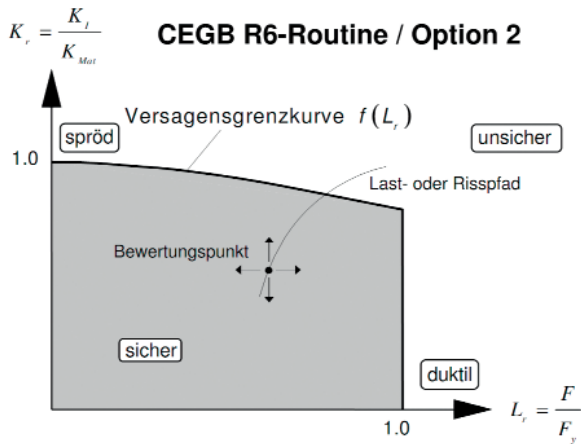 K_r = K_I / K_Mat
CEGB R6-Routine / Option 2
Versagensgrenzkurve f(L_r)
spröd
unsicher
1.0
Last- oder Risspfad
Bewertungspunkt
sicher
duktil
1.0
L_r = F / F_y